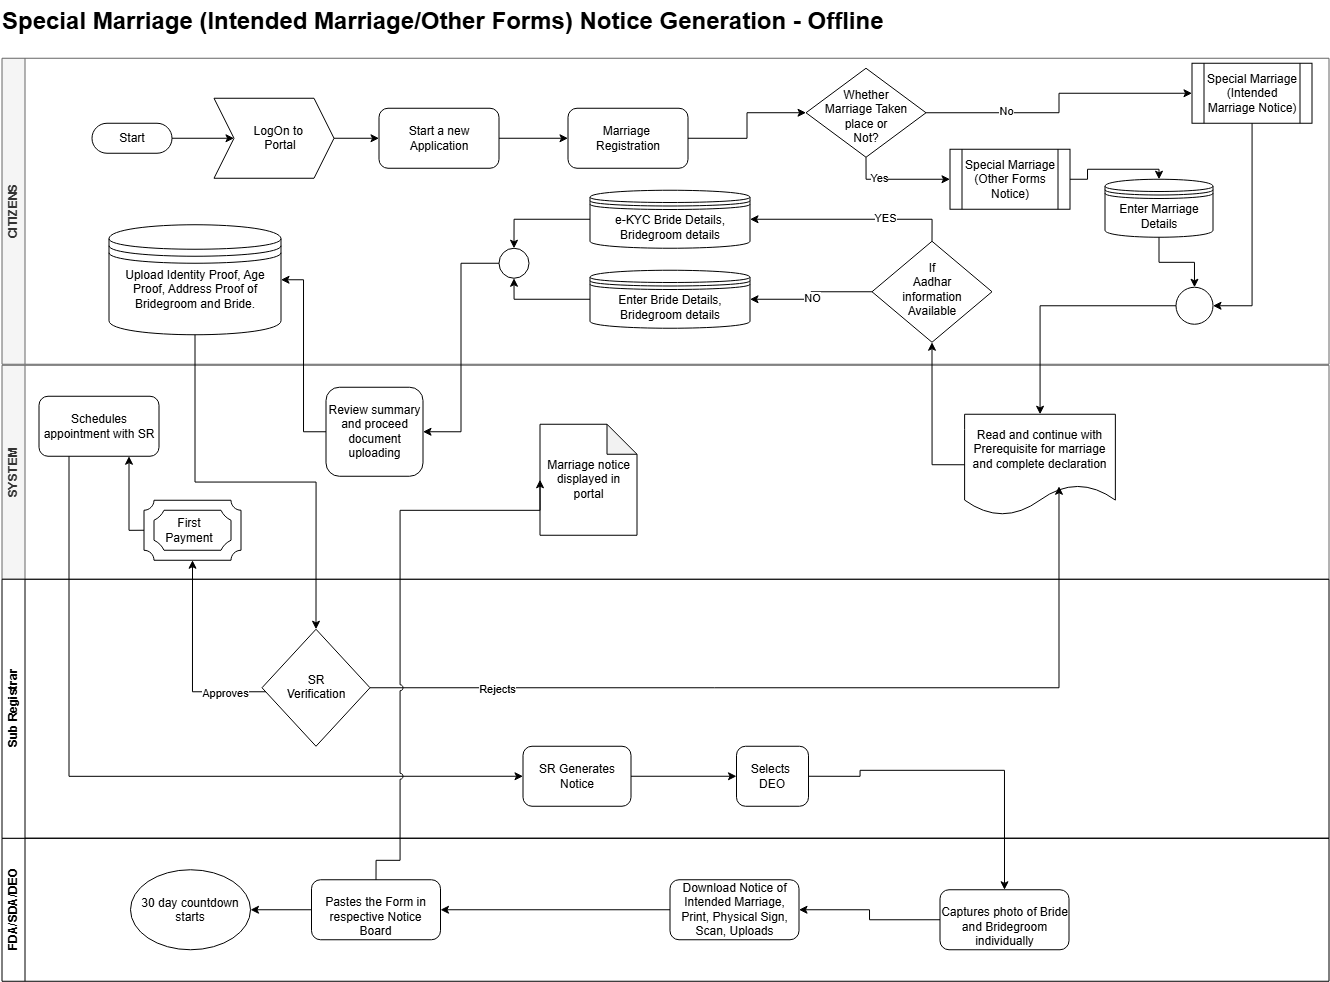 Special Marriage (Intended Marriage/Other Forms) Notice Generation - Offline
CITIZENS
Start
LogOn to
Portal
Start a new
Application
Marriage
Registration
Whether
Marriage Taken
place or
Not?
No
Special Marriage
(Intended
Marriage Notice)
Yes
Special Marriage
(Other Forms
Notice)
Enter Marriage
Details
YES
e-KYC Bride Details,
Bridegroom details
If
Aadhar
information
Available
NO
Enter Bride Details,
Bridegroom details
Upload Identity Proof, Age
Proof, Address Proof of
Bridegroom and Bride.
SYSTEM
Schedules
appointment with SR
Review summary
and proceed
document
uploading
Marriage notice
displayed in
portal
Read and continue with
Prerequisite for marriage
and complete declaration
First
Payment
Sub Registrar
SR
Verification
Approves
Rejects
SR Generates
Notice
Selects
DEO
FDA/SDA/DEO
30 day countdown
starts
Pastes the Form in
respective Notice
Board
Download Notice of
Intended Marriage,
Print, Physical Sign,
Scan, Uploads
Captures photo of Bride
and Bridegroom
individually